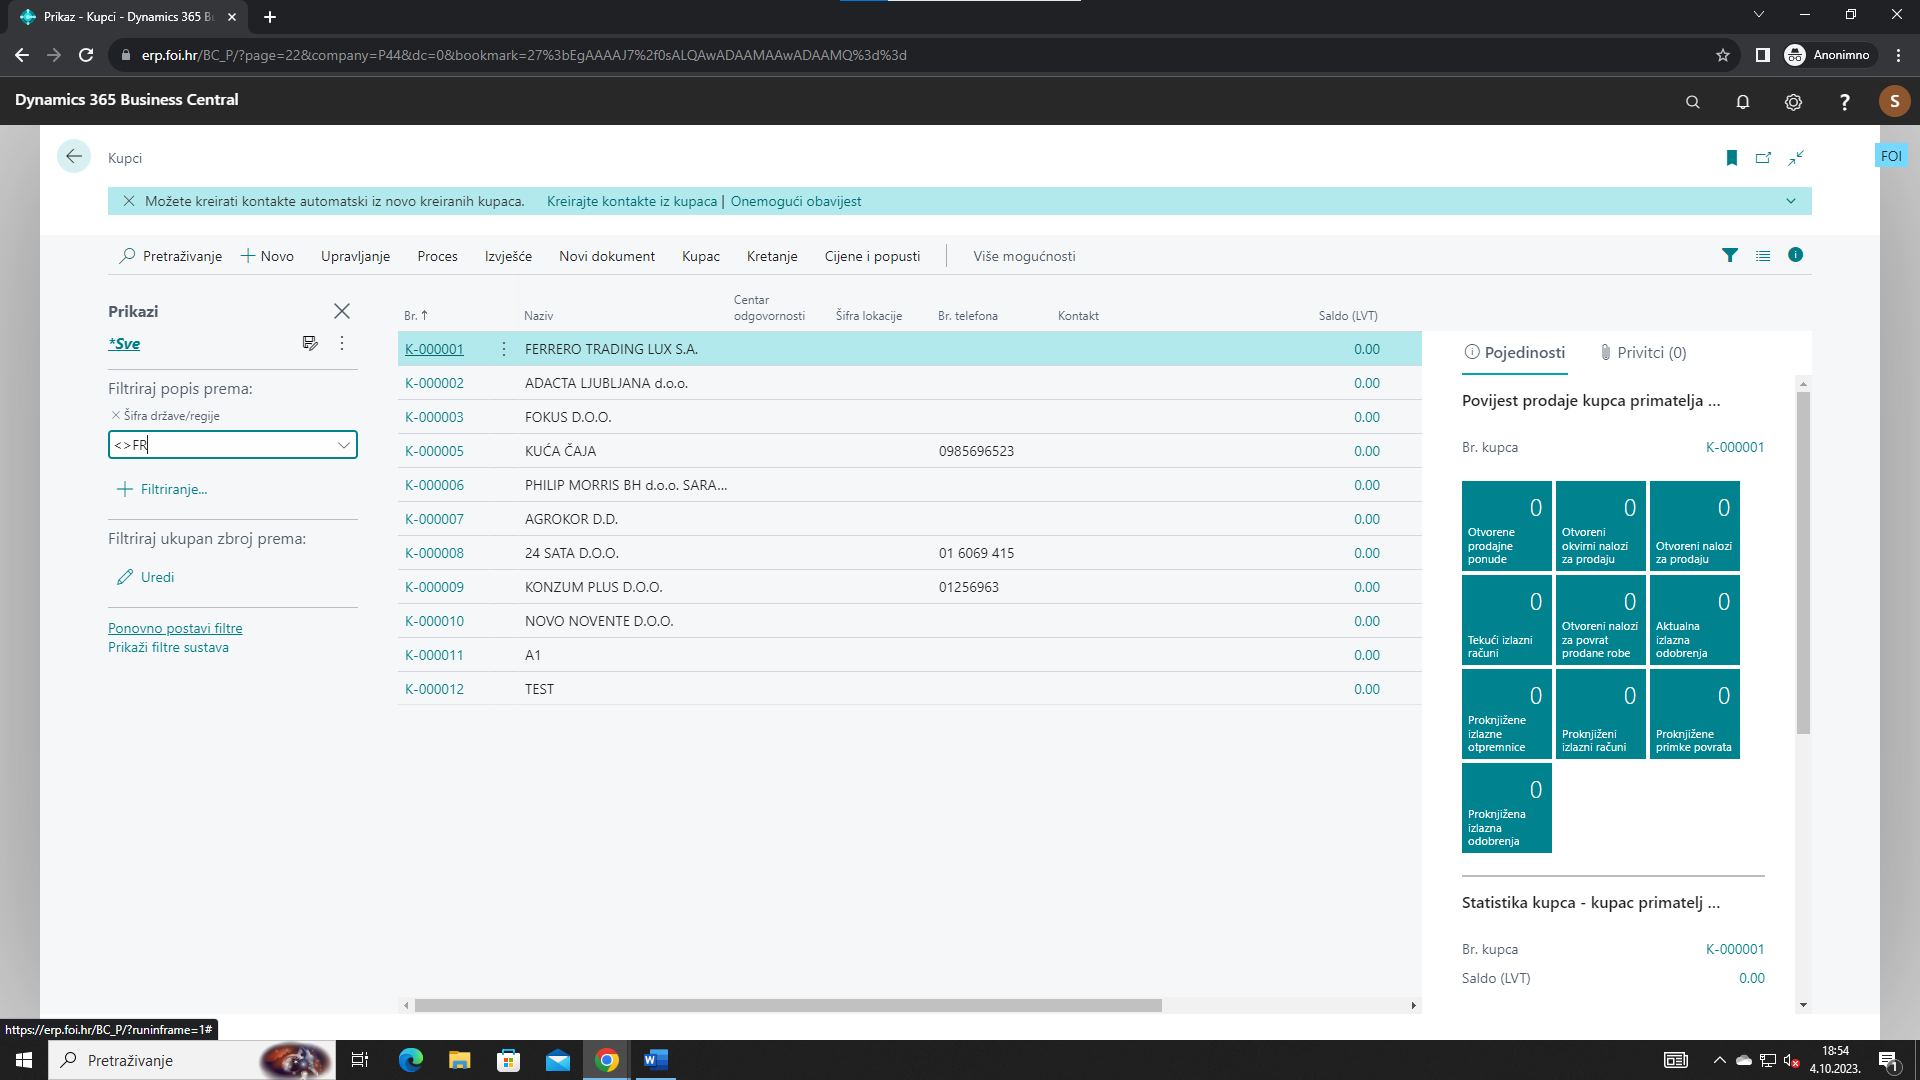 Prikaz - Kupci - Dynamics 365 B
erp.foi.hr/BC_P/?page=22&company=P44&dc=0&bookmark=27%3bEgAAAAJ7%2f0sALQAwADAAMAAwADAAMQ%3d%3d
Anonimno
Dynamics 365 Business Central
S
Kupci
FOI
Možete kreirati kontakte automatski iz novo kreiranih kupaca. Kreirajte kontakte iz kupaca | Onemogući obavijest
Pretraživanje Novo Upravljanje Proces Izvješće Novi dokument Kupac Kretanje Cijene i popusti Više mogućnosti
Prikazi
*Sve
Filtriraj popis prema:
Šifra države/regije
<>FR
Filtriranje...
Filtriraj ukupan zbroj prema:
Uredi
Ponovno postavi filtre
Prikaži filtre sustava
Br. ↑ Naziv Centar odgovornosti Šifra lokacije Br. telefona Kontakt Saldo (LVT)
K-000001 FERRERO TRADING LUX S.A. 0.00
K-000002 ADACTA LJUBLJANA d.o.o. 0.00
K-000003 FOKUS D.O.O. 0.00
K-000005 KUĆA ČAJA 0985696523 0.00
K-000006 PHILIP MORRIS BH d.o.o. SARA... 0.00
K-000007 AGROKOR D.D. 0.00
K-000008 24 SATA D.O.O. 01 6069 415 0.00
K-000009 KONZUM PLUS D.O.O. 01256963 0.00
K-000010 NOVO NOVENTE D.O.O. 0.00
K-000011 A1 0.00
K-000012 TEST 0.00
Pojedinosti Privitci (0)
Povijest prodaje kupca primatelja ...
Br. kupca K-000001
0 Otvorene prodajne ponude
0 Otvoreni okvirni nalozi za prodaju
0 Otvoreni nalozi za prodaju
0 Tekući izlazni računi
0 Otvoreni nalozi za povrat prodane robe
0 Aktualna izlazna odobrenja
0 Proknjižene izlazne otpremnice
0 Proknjiženi izlazni računi
0 Proknjižene primke povrata
0 Proknjižena izlazna odobrenja
Statistika kupca - kupac primatelj ...
Br. kupca K-000001
Saldo (LVT) 0.00
https://erp.foi.hr/BC_P/?runinframe=1#
Pretraživanje
18:54
4.10.2023.
1